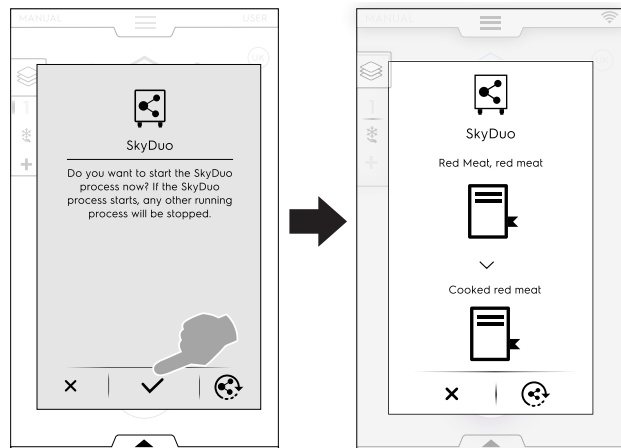 MANUAL
USER
SkyDuo
Do you want to start the SkyDuo
process now? If the SkyDuo
process starts, any other running
process will be stopped.
MANUAL
SkyDuo
Red Meat, red meat
Cooked red meat